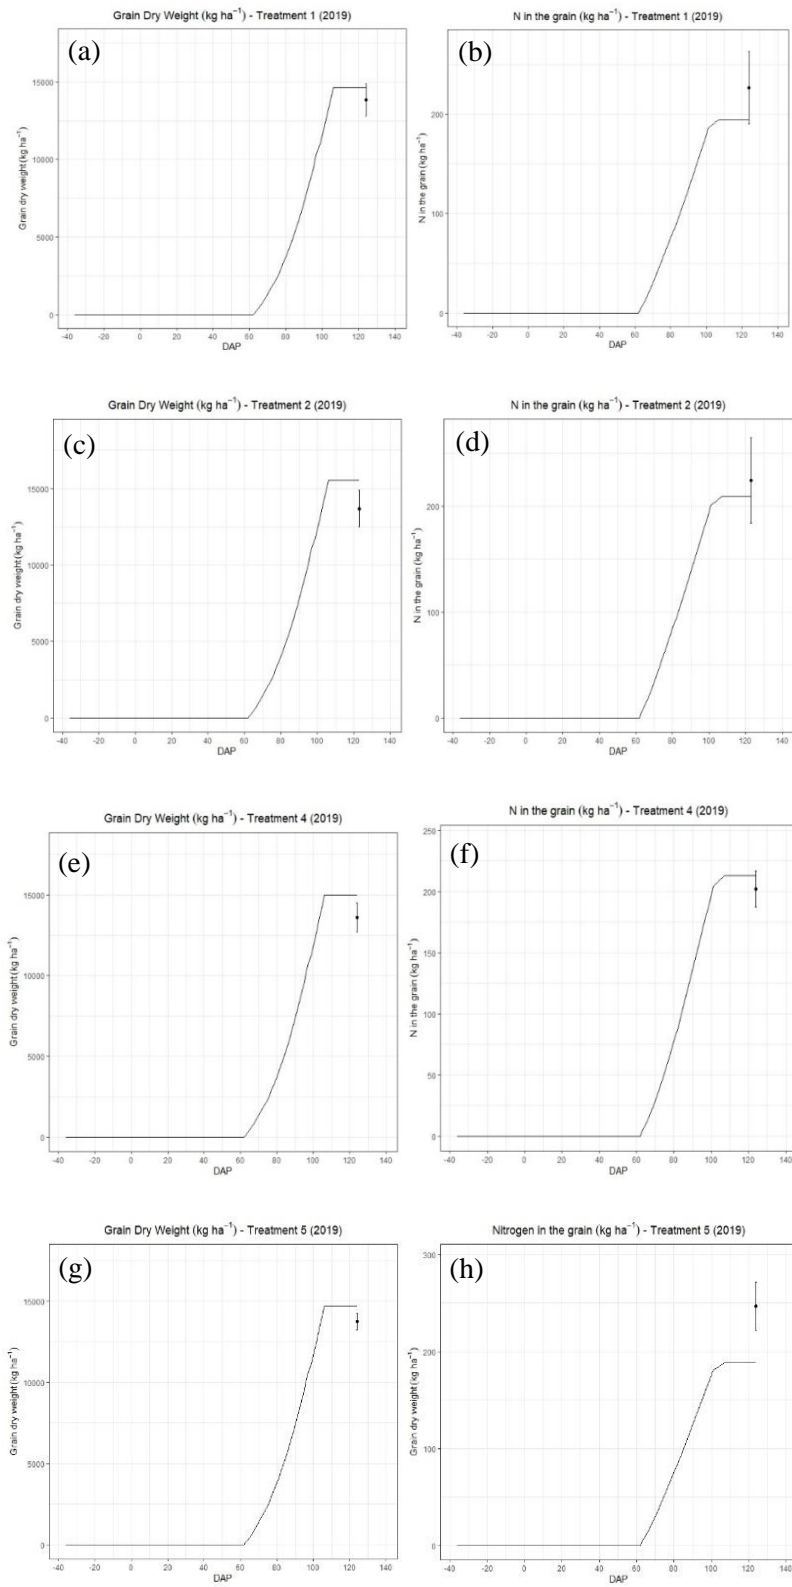 Grain Dry Weight (kg ha⁻¹) - Treatment 1 (2019)
(a)
15000
10000
5000
0
Grain dry weight (kg ha⁻¹)
-40 -20 0 20 40 60 80 100 120 140
DAP
N in the grain (kg ha⁻¹) - Treatment 1 (2019)
(b)
200
100
0
N in the grain (kg ha⁻¹)
-40 -20 0 20 40 60 80 100 120 140
DAP
Grain Dry Weight (kg ha⁻¹) - Treatment 2 (2019)
(c)
15000
10000
5000
0
Grain dry weight (kg ha⁻¹)
-40 -20 0 20 40 60 80 100 120 140
DAP
N in the grain (kg ha⁻¹) - Treatment 2 (2019)
(d)
200
100
0
N in the grain (kg ha⁻¹)
-40 -20 0 20 40 60 80 100 120 140
DAP
Grain Dry Weight (kg ha⁻¹) - Treatment 4 (2019)
(e)
15000
10000
5000
0
Grain dry weight (kg ha⁻¹)
-40 -20 0 20 40 60 80 100 120 140
DAP
N in the grain (kg ha⁻¹) - Treatment 4 (2019)
(f)
250
200
150
100
50
0
N in the grain (kg ha⁻¹)
-40 -20 0 20 40 60 80 100 120 140
DAP
Grain Dry Weight (kg ha⁻¹) - Treatment 5 (2019)
(g)
15000
10000
5000
0
Grain dry weight (kg ha⁻¹)
-40 -20 0 20 40 60 80 100 120 140
DAP
Nitrogen in the grain (kg ha⁻¹) - Treatment 5 (2019)
(h)
300
200
100
0
Grain dry weight (kg ha⁻¹)
-40 -20 0 20 40 60 80 100 120 140
DAP